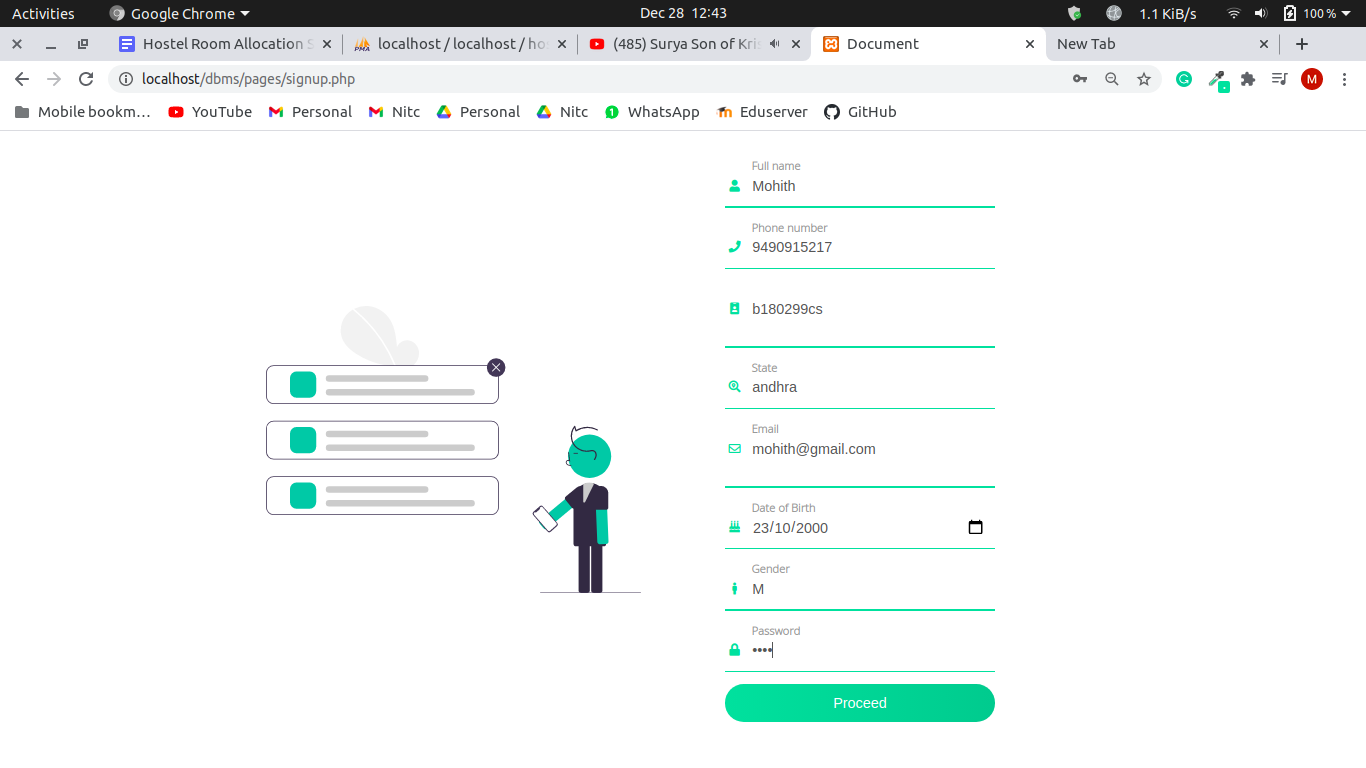 Activities Google Chrome Dec 28 12:43 1.1 KiB/s 100 %
Hostel Room Allocation S localhost / localhost / ho (485) Surya Son of Kris Document New Tab
localhost/dbms/pages/signup.php M
Mobile bookm… YouTube Personal Nitc Personal Nitc WhatsApp Eduserver GitHub
Full name
Mohith
Phone number
9490915217
b180299cs
State
andhra
Email
mohith@gmail.com
Date of Birth
23/10/2000
Gender
M
Password
••••
Proceed